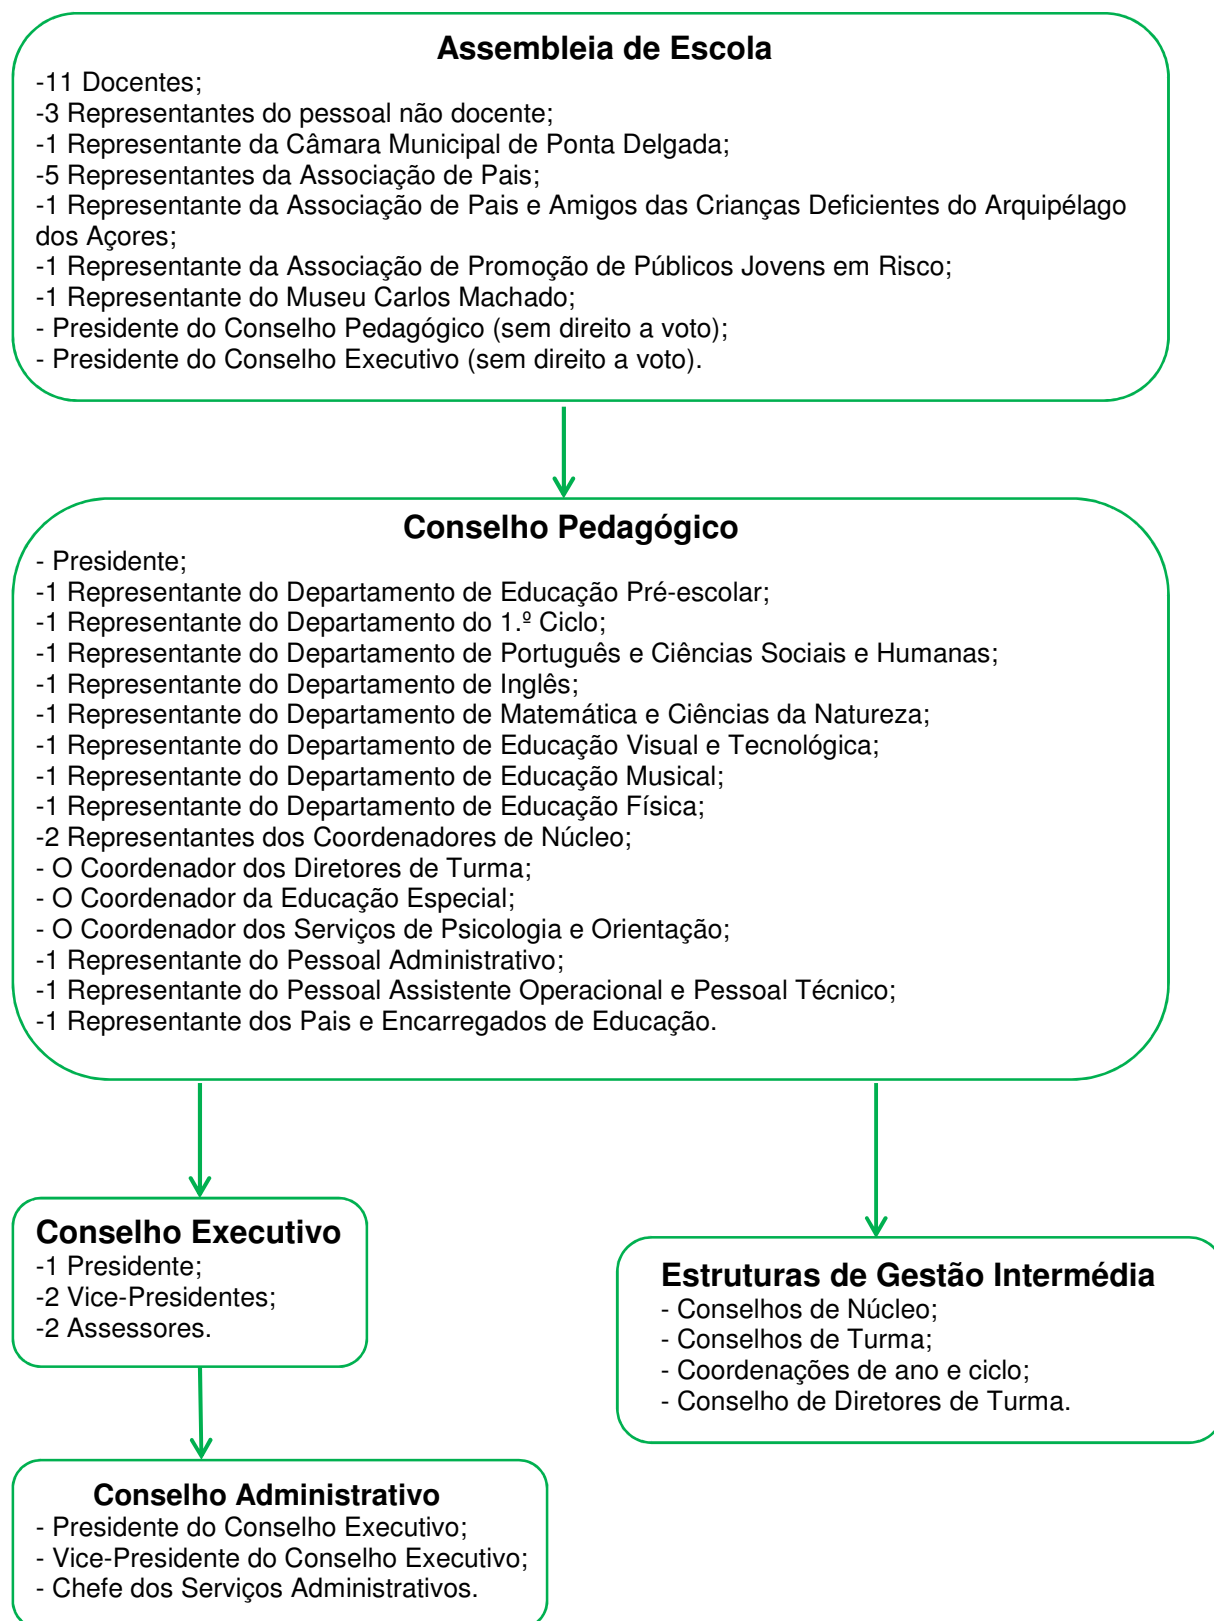 Assembleia de Escola
-11 Docentes;
-3 Representantes do pessoal não docente;
-1 Representante da Câmara Municipal de Ponta Delgada;
-5 Representantes da Associação de Pais;
-1 Representante da Associação de Pais e Amigos das Crianças Deficientes do Arquipélago
dos Açores;
-1 Representante da Associação de Promoção de Públicos Jovens em Risco;
-1 Representante do Museu Carlos Machado;
- Presidente do Conselho Pedagógico (sem direito a voto);
- Presidente do Conselho Executivo (sem direito a voto).
Conselho Pedagógico
- Presidente;
-1 Representante do Departamento de Educação Pré-escolar;
-1 Representante do Departamento do 1.º Ciclo;
-1 Representante do Departamento de Português e Ciências Sociais e Humanas;
-1 Representante do Departamento de Inglês;
-1 Representante do Departamento de Matemática e Ciências da Natureza;
-1 Representante do Departamento de Educação Visual e Tecnológica;
-1 Representante do Departamento de Educação Musical;
-1 Representante do Departamento de Educação Física;
-2 Representantes dos Coordenadores de Núcleo;
- O Coordenador dos Diretores de Turma;
- O Coordenador da Educação Especial;
- O Coordenador dos Serviços de Psicologia e Orientação;
-1 Representante do Pessoal Administrativo;
-1 Representante do Pessoal Assistente Operacional e Pessoal Técnico;
-1 Representante dos Pais e Encarregados de Educação.
Conselho Executivo
-1 Presidente;
-2 Vice-Presidentes;
-2 Assessores.
Estruturas de Gestão Intermédia
- Conselhos de Núcleo;
- Conselhos de Turma;
- Coordenações de ano e ciclo;
- Conselho de Diretores de Turma.
Conselho Administrativo
- Presidente do Conselho Executivo;
- Vice-Presidente do Conselho Executivo;
- Chefe dos Serviços Administrativos.